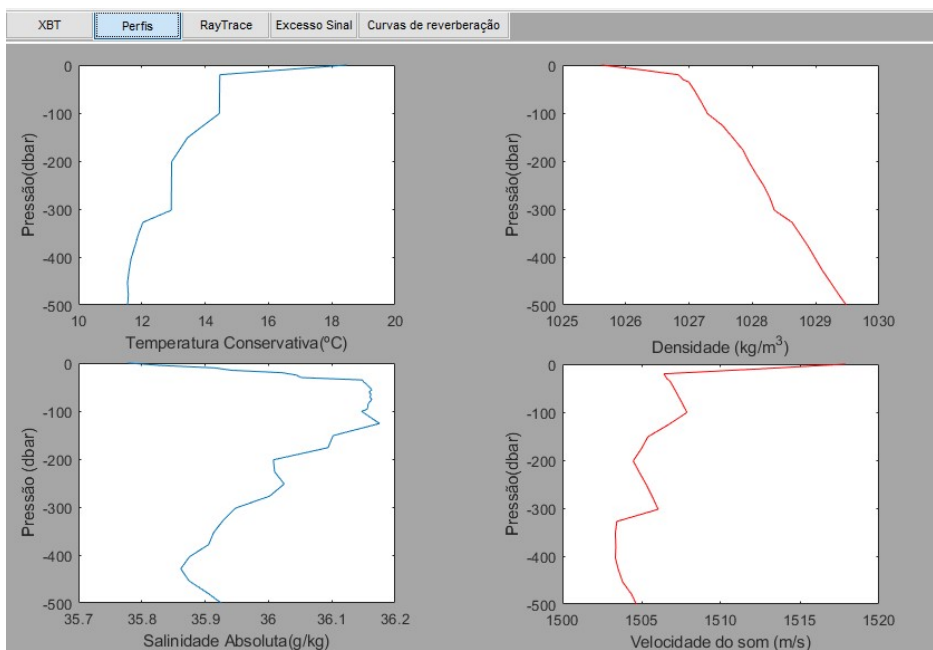 XBT Perfis RayTrace Excesso Sinal Curvas de reverberação
Pressão(dbar)
0
-100
-200
-300
-400
-500
10 12 14 16 18 20
Temperatura Conservativa(ºC)
Pressão(dbar)
0
-100
-200
-300
-400
-500
1025 1026 1027 1028 1029 1030
Densidade (kg/m³)
Pressão (dbar)
0
-100
-200
-300
-400
-500
35.7 35.8 35.9 36 36.1 36.2
Salinidade Absoluta(g/kg)
Pressão(dbar)
0
-100
-200
-300
-400
-500
1500 1505 1510 1515 1520
Velocidade do som (m/s)